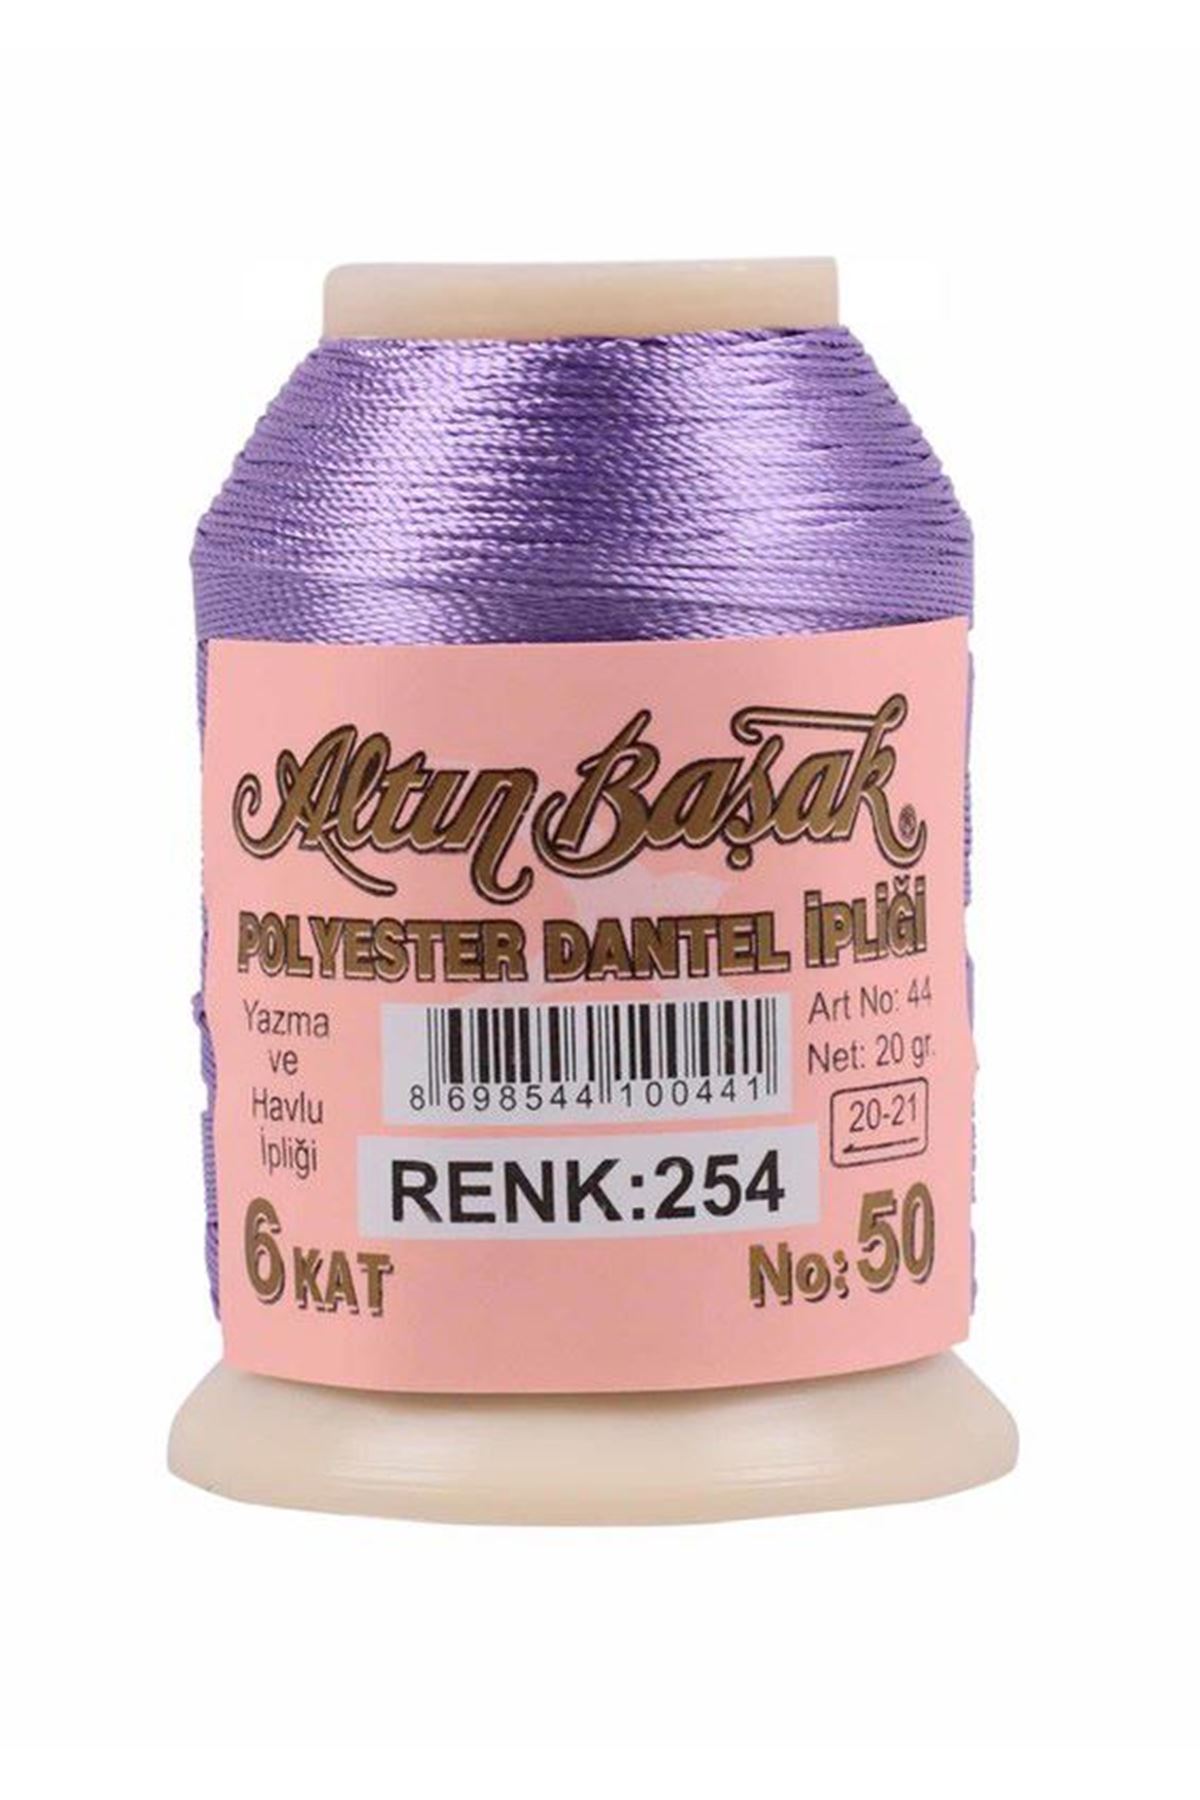 Altın Başak®
POLYESTER DANTEL İPLİĞİ
Yazma
ve
Havlu
İpliği
8 698544 100441
Art No: 44
Net: 20 gr.
20-21
RENK:254
6 KAT
No: 50